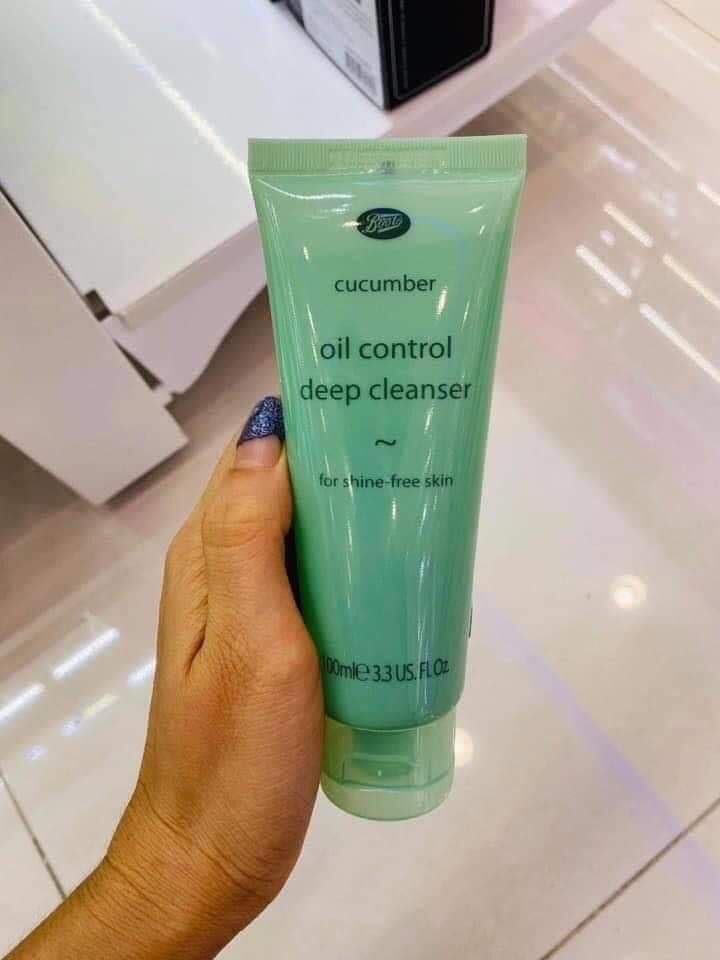 Boots
cucumber
oil control
deep cleanser
~
for shine-free skin
100ml℮ 3.3 US. Fl. Oz.